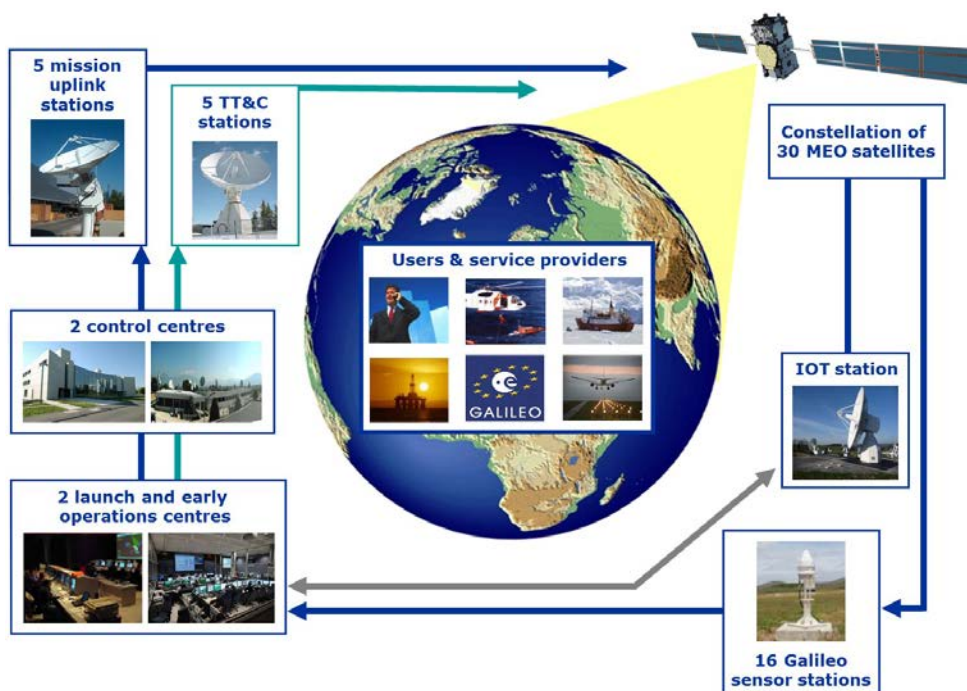 5 mission
uplink
stations
5 TT&C
stations
Constellation of
30 MEO satellites
Users & service providers
2 control centres
GALILEO
IOT station
2 launch and early
operations centres
16 Galileo
sensor stations